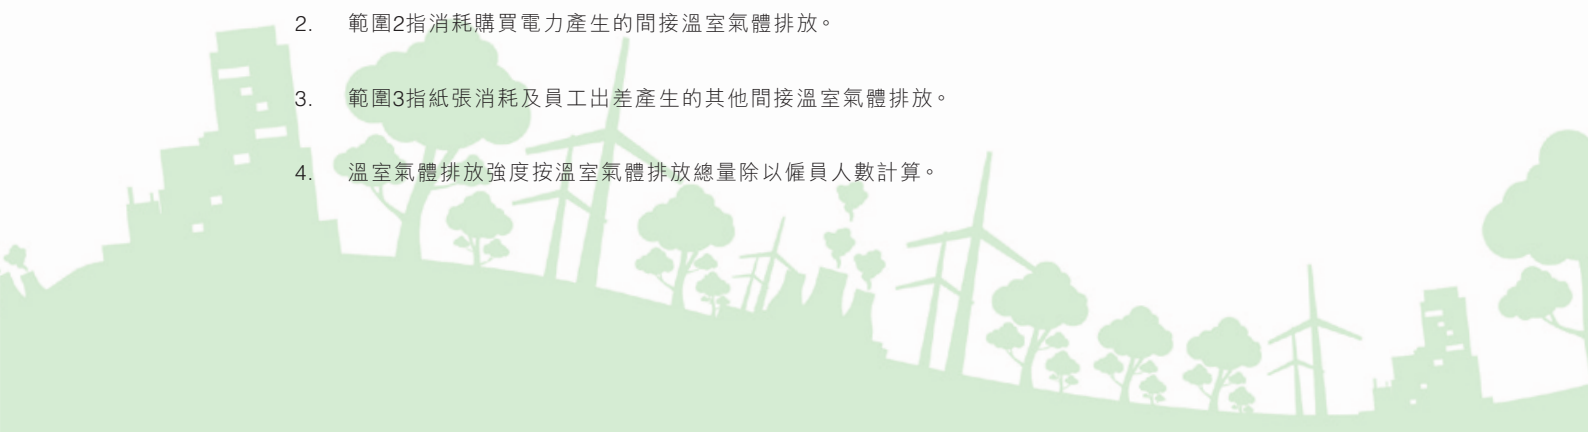 2. 範圍2指消耗購買電力產生的間接溫室氣體排放。
3. 範圍3指紙張消耗及員工出差產生的其他間接溫室氣體排放。
4. 溫室氣體排放強度按溫室氣體排放總量除以僱員人數計算。